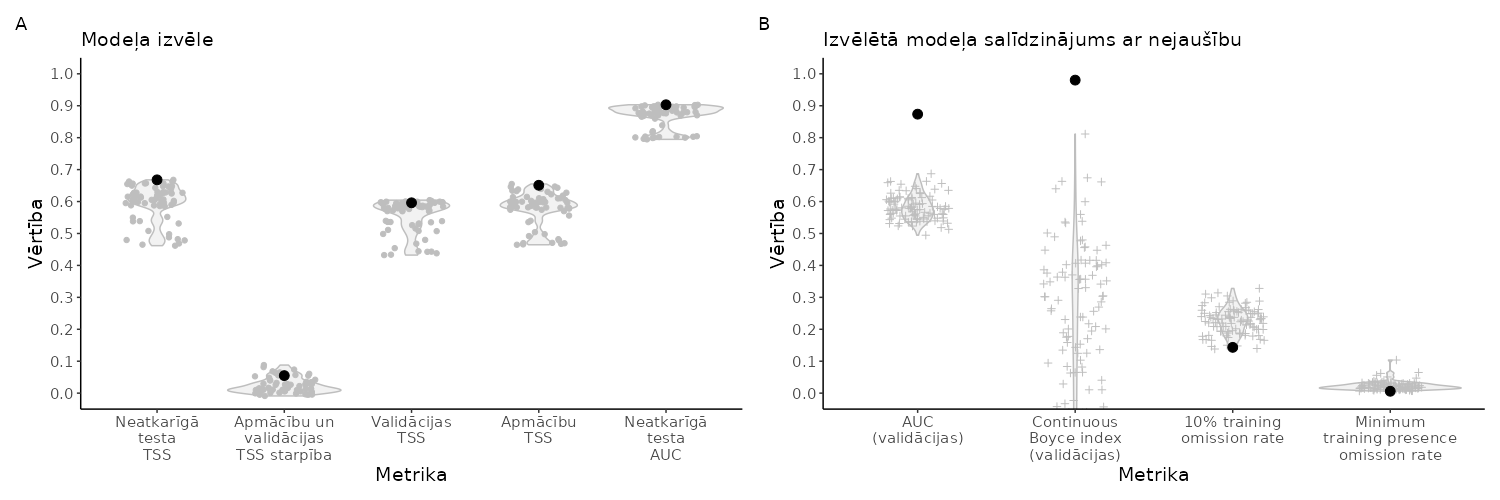 A
Modeļa izvēle
Vērtība
1.0
0.9
0.8
0.7
0.6
0.5
0.4
0.3
0.2
0.1
0.0
Neatkarīgā
testa
TSS
Apmācību un
validācijas
TSS starpība
Validācijas
TSS
Apmācību
TSS
Neatkarīgā
testa
AUC
Metrika
B
Izvēlētā modeļa salīdzinājums ar nejaušību
Vērtība
1.0
0.9
0.8
0.7
0.6
0.5
0.4
0.3
0.2
0.1
0.0
AUC
(validācijas)
Continuous
Boyce index
(validācijas)
10% training
omission rate
Minimum
training presence
omission rate
Metrika